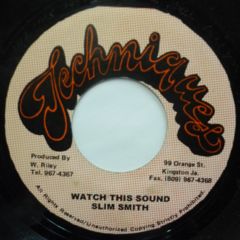 Techniques
Produced By
W. Riley
Tel. 967-4367
99 Orange St.
Kingston Ja.
Fax (809) 967-4368
WATCH THIS SOUND
SLIM SMITH
All Rights Reserved/Unauthorized Copying Strictly Prohibited